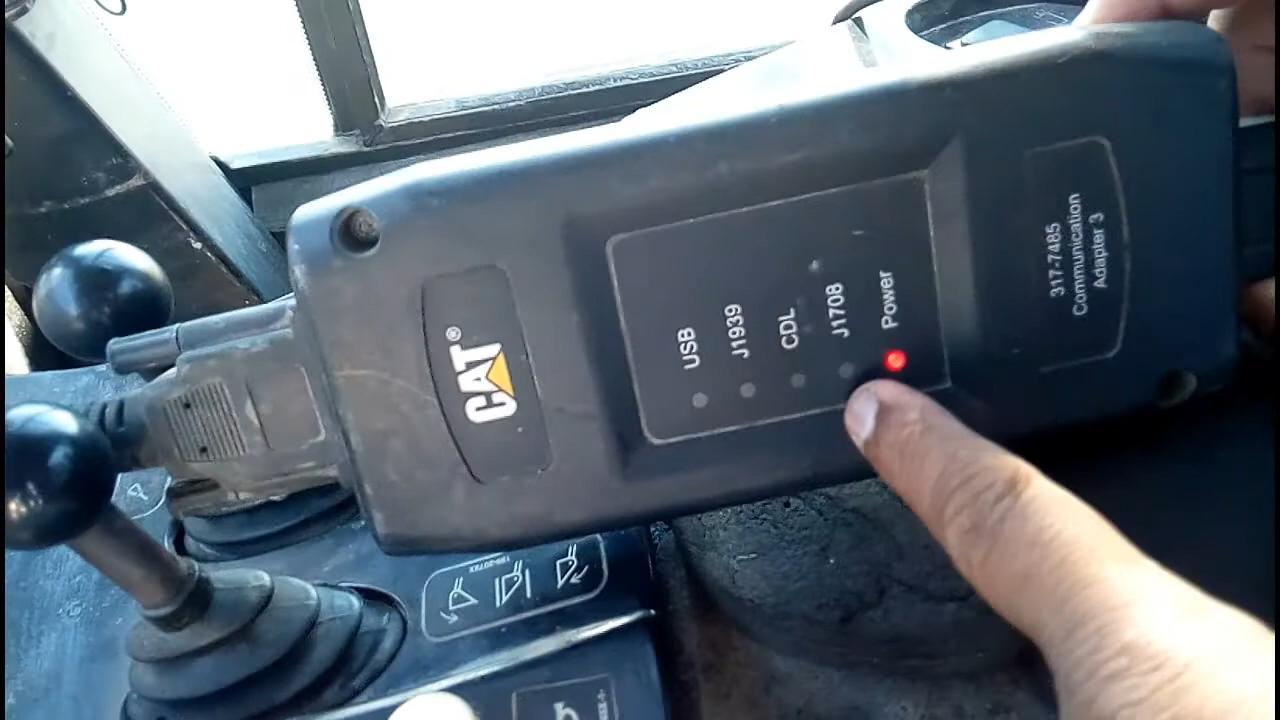 CAT®
USB
J1939
CDL
J1708
Power
317-7485
Communication
Adapter 3